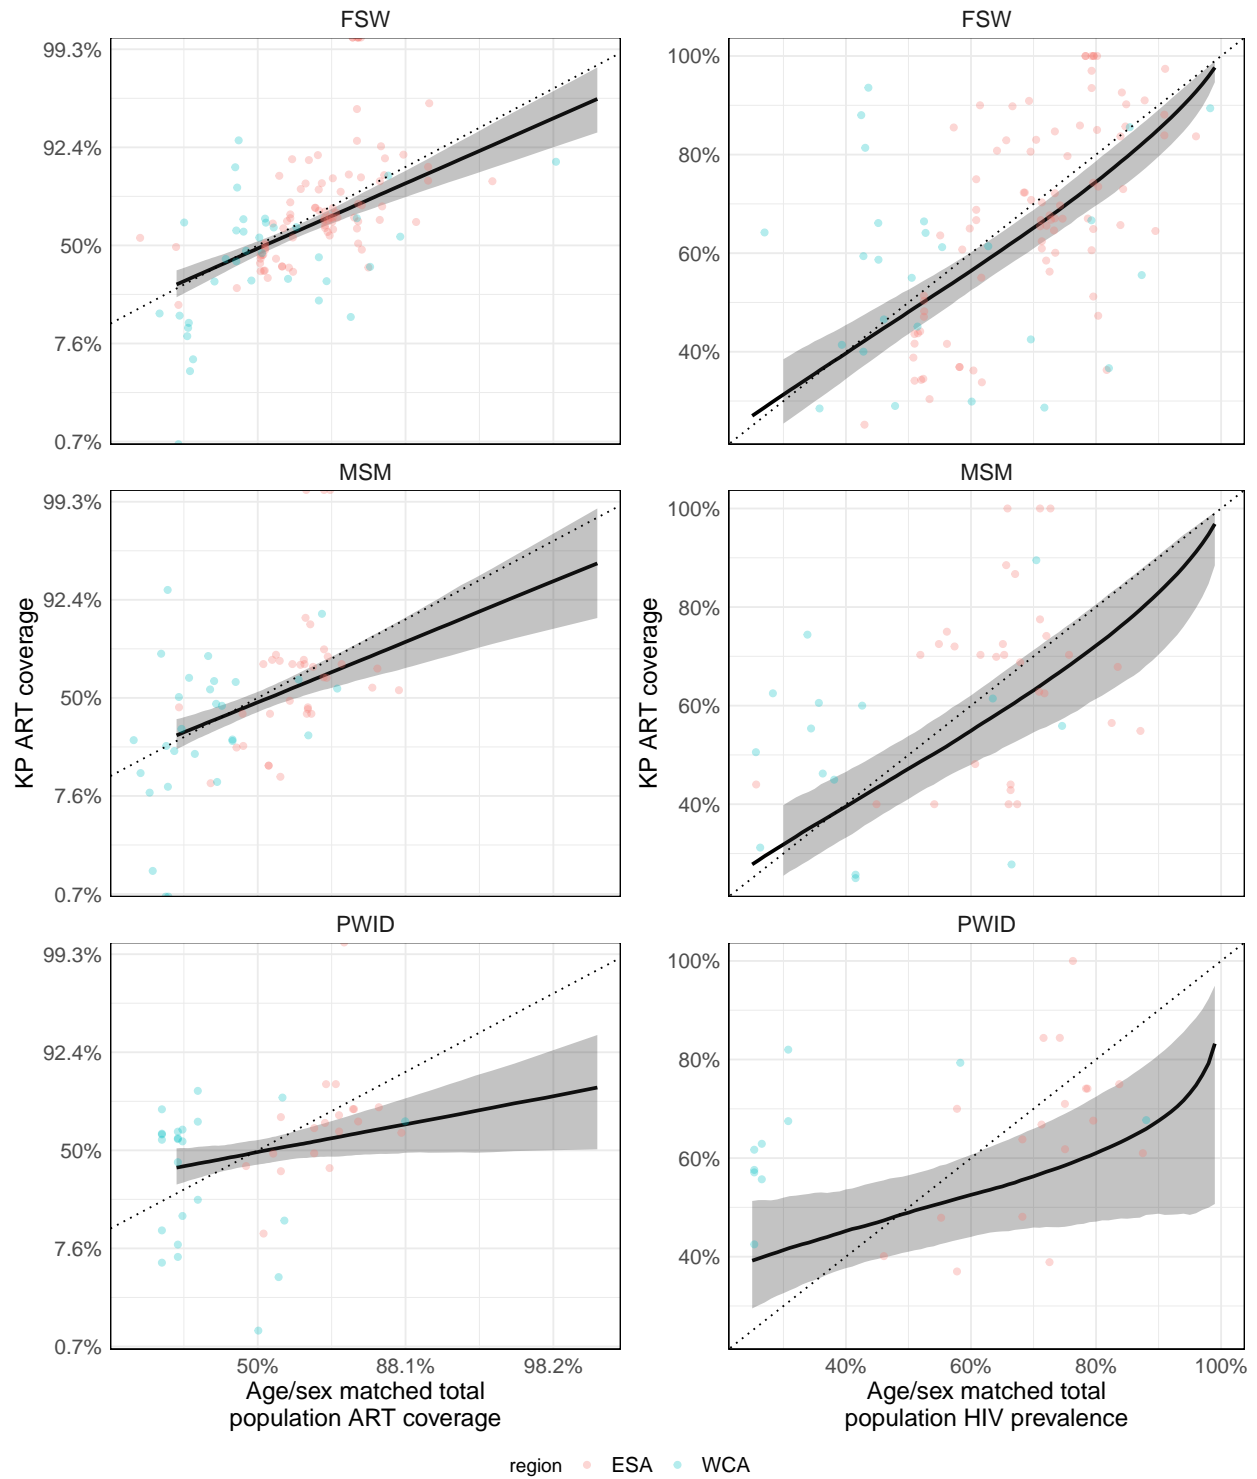 FSW
FSW
99.3%
92.4%
50%
7.6%
0.7%
100%
80%
60%
40%
MSM
MSM
99.3%
92.4%
50%
7.6%
0.7%
100%
80%
60%
40%
KP ART coverage
KP ART coverage
PWID
PWID
99.3%
92.4%
50%
7.6%
0.7%
100%
80%
60%
40%
50%
88.1%
98.2%
40%
60%
80%
100%
Age/sex matched total
population ART coverage
Age/sex matched total
population HIV prevalence
region ESA WCA